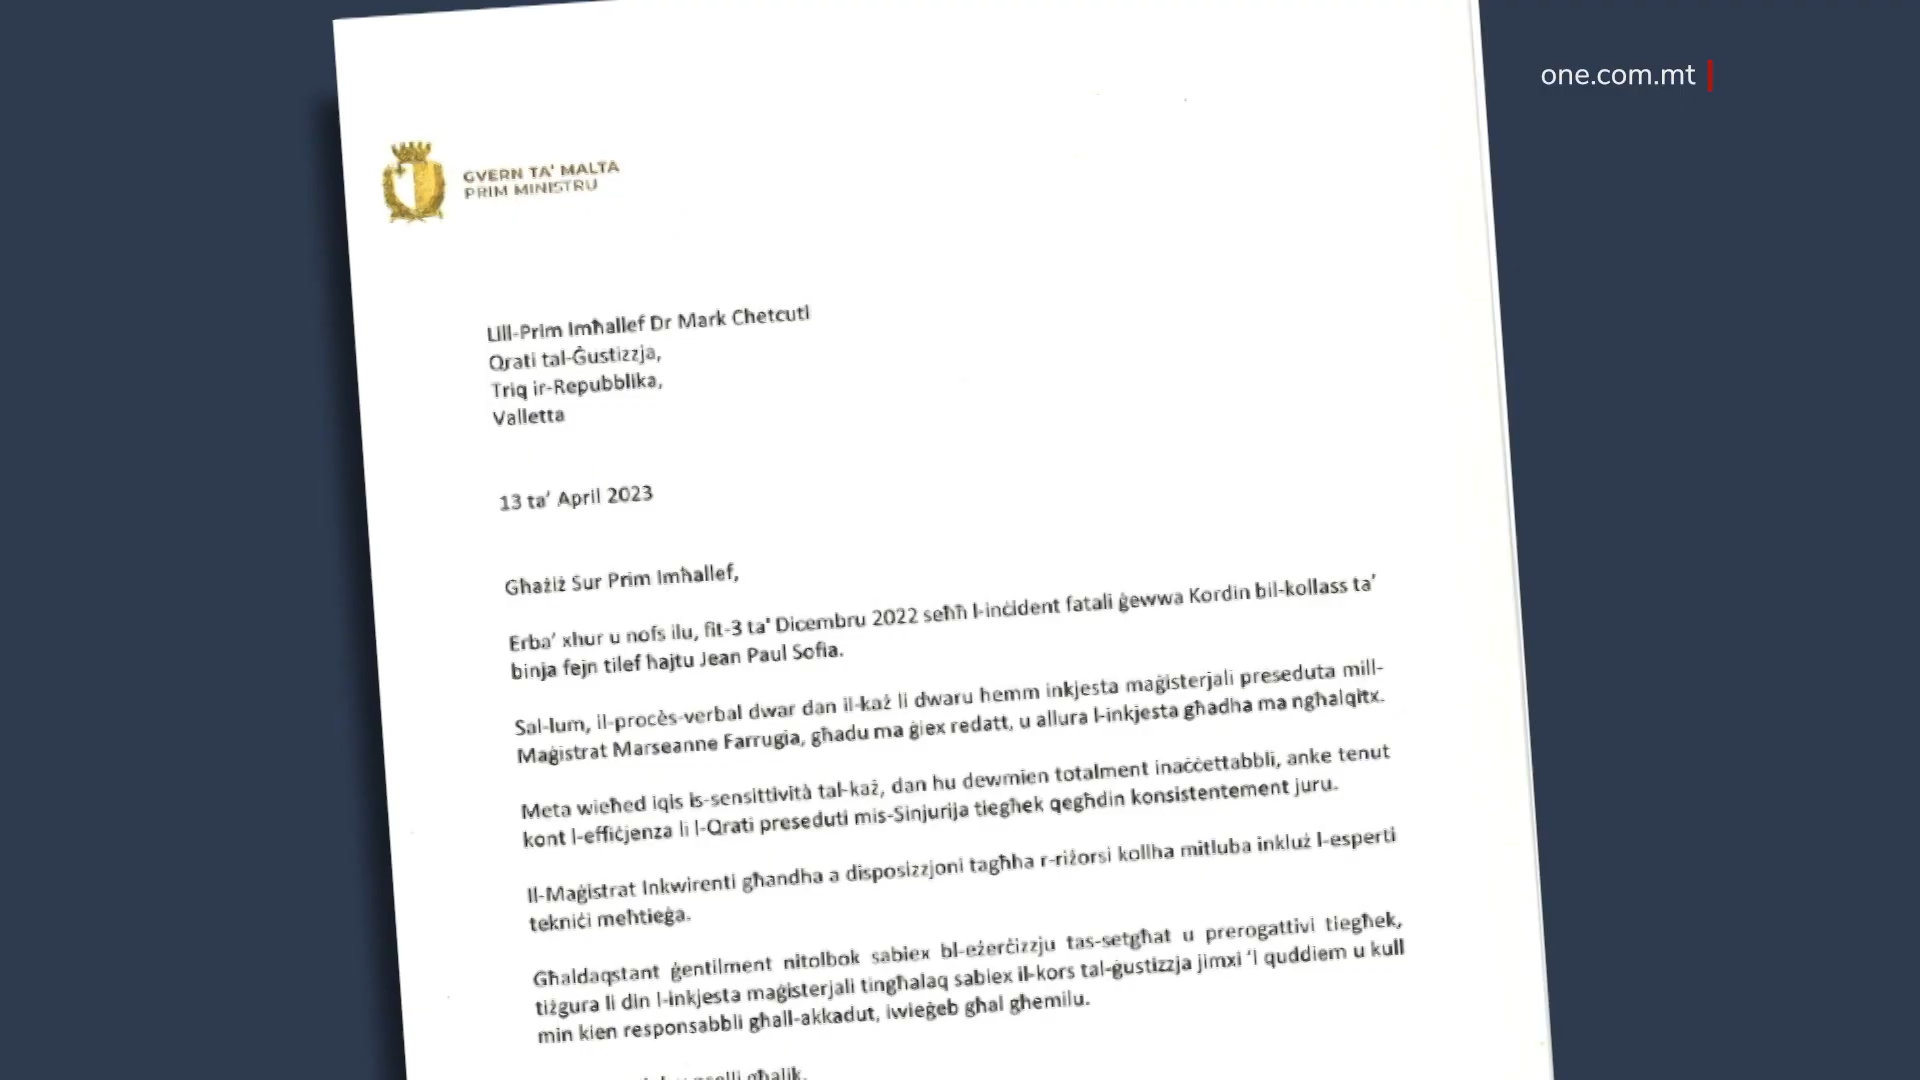 one.com.mt
GVERN TA' MALTA
PRIM MINISTRU
Lill-Prim Imħallef Dr Mark Chetcuti
Qrati tal-Ġustizzja,
Triq ir-Repubblika,
Valletta
13 ta' April 2023
Għażiż Sur Prim Imħallef,
Erba' xhur u nofs ilu, fit-3 ta' Diċembru 2022 seħħ l-inċident fatali ġewwa Kordin bil-kollass ta'
binja fejn tilef ħajtu Jean Paul Sofia.
Sal-lum, il-procès-verbal dwar dan il-każ li dwaru hemm inkjesta maġisterjali preseduta mill-
Maġistrat Marseanne Farrugia, għadu ma ġiex redatt, u allura l-inkjesta għadha ma ngħalqitx.
Meta wieħed iqis is-sensittività tal-każ, dan hu dewmien totalment inaċċettabbli, anke tenut
kont l-effiċjenza li l-Qrati preseduti mis-Sinjurija tiegħek qegħdin konsistentement juru.
Il-Maġistrat Inkwirenti għandha a disposizzjoni tagħha r-riżorsi kollha mitluba inkluż l-esperti
tekniċi meħtieġa.
Għaldaqstant ġentilment nitolbok sabiex bl-eżerċizzju tas-setgħat u prerogattivi tiegħek,
tiżgura li din l-inkjesta maġisterjali tingħalaq sabiex il-kors tal-ġustizzja jimxi 'l quddiem u kull
min kien responsabbli għall-akkadut, iwieġeb għal għemilu.
għalik.